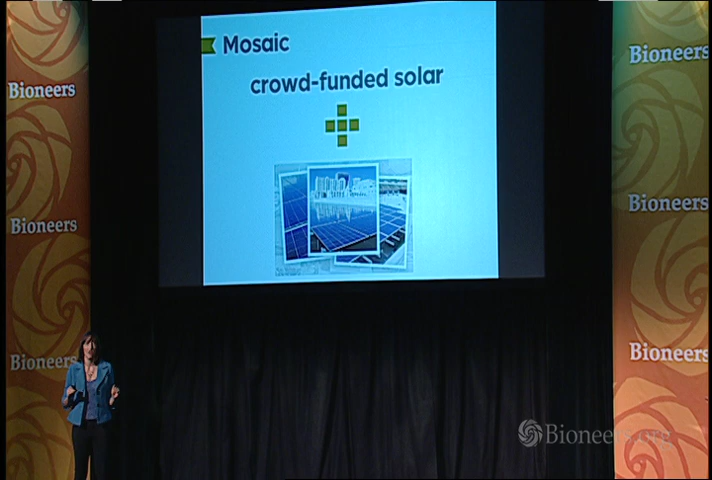 Mosaic
crowd-funded solar
Bioneers
Bioneers
Bioneers
Bioneers
Bioneers
Bioneers
Bioneers.org